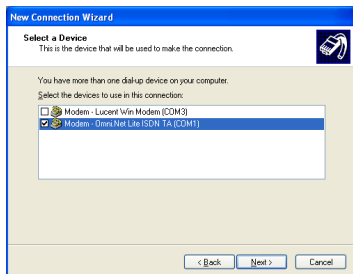 New Connection Wizard
Select a Device
This is the device that will be used to make the connection.
You have more than one dial-up device on your computer.
Select the devices to use in this connection:
Modem - Lucent Win Modem (COM3)
Modem - Omni.Net Lite ISDN TA (COM1)
< Back
Next >
Cancel